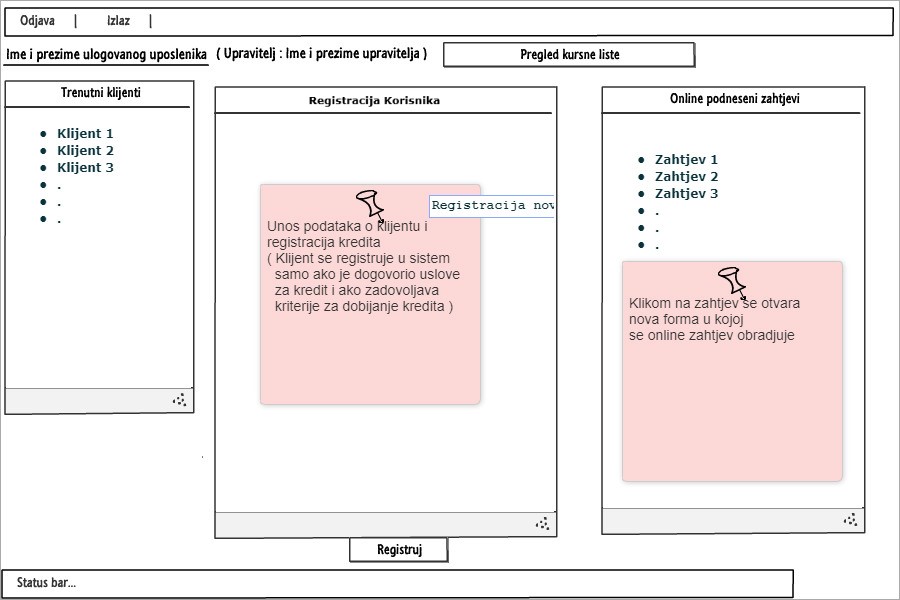 Odjava | Izlaz |
Ime i prezime ulogovanog uposlenika ( Upravitelj : Ime i prezime upravitelja ) Pregled kursne liste
Trenutni klijenti
• Klijent 1
• Klijent 2
• Klijent 3
• .
• .
• .
Registracija Korisnika
Registracija nov
Unos podataka o klijentu i
registracija kredita
( Klijent se registruje u sistem
samo ako je dogovorio uslove
za kredit i ako zadovoljava
kriterije za dobijanje kredita )
Registruj
Online podneseni zahtjevi
• Zahtjev 1
• Zahtjev 2
• Zahtjev 3
• .
• .
• .
Klikom na zahtjev se otvara
nova forma u kojoj
se online zahtjev obradjuje
Status bar...